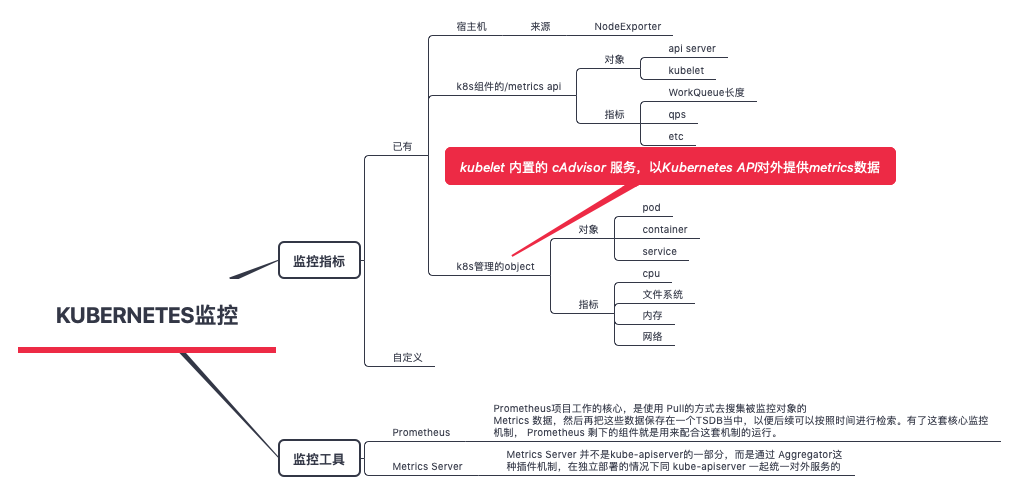 KUBERNETES监控
监控指标
已有
宿主机
来源
NodeExporter
k8s组件的/metrics api
对象
api server
kubelet
指标
WorkQueue长度
qps
etc
kubelet 内置的 cAdvisor 服务，以Kubernetes API对外提供metrics数据
k8s管理的object
对象
pod
container
service
指标
cpu
文件系统
内存
网络
自定义
监控工具
Prometheus
Prometheus项目工作的核心，是使用 Pull的方式去搜集被监控对象的
Metrics 数据，然后再把这些数据保存在一个TSDB当中，以便后续可以按照时间进行检索。有了这套核心监控
机制， Prometheus 剩下的组件就是用来配合这套机制的运行。
Metrics Server
Metrics Server 并不是kube-apiserver的一部分，而是通过 Aggregator这
种插件机制，在独立部署的情况下同 kube-apiserver 一起统一对外服务的